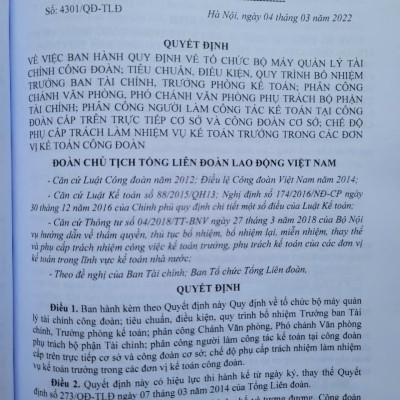 Số: 4301/QĐ-TLĐ
Hà Nội, ngày 04 tháng 03 năm 2022
QUYẾT ĐỊNH
VỀ VIỆC BAN HÀNH QUY ĐỊNH VỀ TỔ CHỨC BỘ MÁY QUẢN LÝ TÀI
CHÍNH CÔNG ĐOÀN; TIÊU CHUẨN, ĐIỀU KIỆN, QUY TRÌNH BỔ NHIỆM
TRƯỞNG BAN TÀI CHÍNH, TRƯỞNG PHÒNG KẾ TOÁN; PHÂN CÔNG
CHÁNH VĂN PHÒNG, PHÓ CHÁNH VĂN PHÒNG PHỤ TRÁCH BỘ PHẬN
TÀI CHÍNH; PHÂN CÔNG NGƯỜI LÀM CÔNG TÁC KẾ TOÁN TẠI CÔNG
ĐOÀN CẤP TRÊN TRỰC TIẾP CƠ SỞ VÀ CÔNG ĐOÀN CƠ SỞ; CHẾ ĐỘ
PHỤ CẤP TRÁCH LÀM NHIỆM VỤ KẾ TOÁN TRƯỞNG TRONG CÁC ĐƠN
VỊ KẾ TOÁN CÔNG ĐOÀN
ĐOÀN CHỦ TỊCH TỔNG LIÊN ĐOÀN LAO ĐỘNG VIỆT NAM
- Căn cứ Luật Công đoàn năm 2012; Điều lệ Công đoàn Việt Nam năm 2014;
- Căn cứ Luật Kế toán số 88/2015/QH13; Nghị định số 174/2016/NĐ-CP ngày
30 tháng 12 năm 2016 của Chính phủ quy định chi tiết một số điều của Luật Kế toán;
- Căn cứ Thông tư số 04/2018/TT-BNV ngày 27 tháng 3 năm 2018 của Bộ Nội
vụ hướng dẫn về thẩm quyền, thủ tục bổ nhiệm, bổ nhiệm lại, miễn nhiệm, thay thế
và phụ cấp trách nhiệm công việc kế toán trưởng, phụ trách kế toán của các đơn vị
kế toán trong lĩnh vực kế toán nhà nước;
- Theo đề nghị của Ban Tài chính; Ban Tổ chức Tổng Liên đoàn,
QUYẾT ĐỊNH
Điều 1. Ban hành kèm theo Quyết định này Quy định về tổ chức bộ máy quản
lý tài chính công đoàn; tiêu chuẩn, điều kiện, quy trình bổ nhiệm Trưởng ban Tài
chính, Trưởng phòng kế toán; phân công Chánh Văn phòng, Phó chánh Văn phòng
phụ trách bộ phận Tài chính; phân công người làm công tác kế toán tại công đoàn
cấp trên trực tiếp cơ sở và công đoàn cơ sở; chế độ phụ cấp trách nhiệm làm nhiệm
vụ kế toán trưởng trong các đơn vị kế toán công đoàn.
Điều 2. Quyết định này có hiệu lực thi hành kể từ ngày ký, thay thế Quyết
định số 273/QĐ-TLĐ ngày 07 tháng 03 năm 2014 của Tổng Liên đoàn.